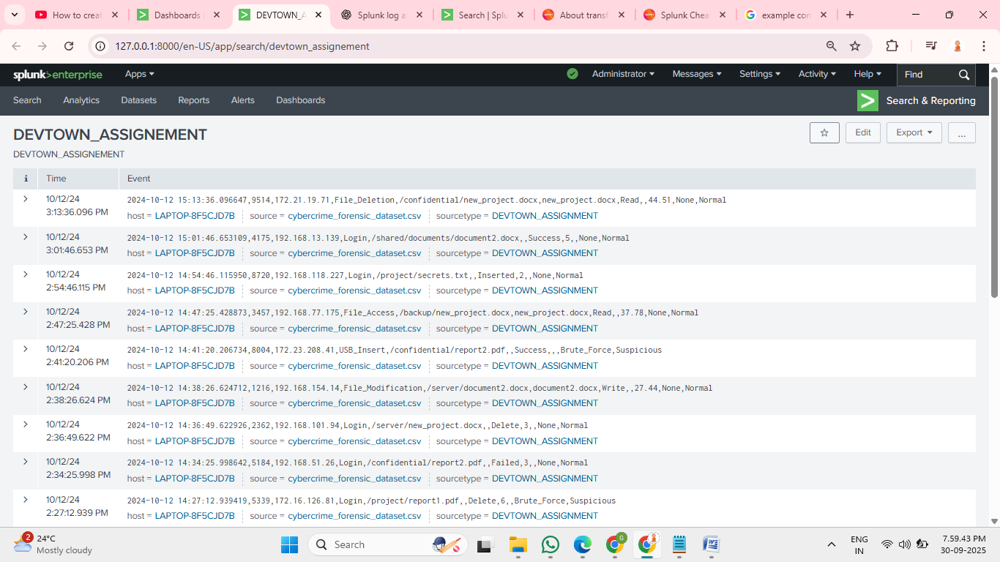 How to creat
Dashboards
DEVTOWN_A
Splunk log a
Search | Splu
About transf
Splunk Chea
example con
127.0.0.1:8000/en-US/app/search/devtown_assignement
splunk>enterprise Apps Administrator Messages Settings Activity Help Find
Search Analytics Datasets Reports Alerts Dashboards Search & Reporting
DEVTOWN_ASSIGNEMENT Edit Export ...
DEVTOWN_ASSIGNEMENT
i Time Event
10/12/24
3:13:36.096 PM
2024-10-12 15:13:36.096647,9514,172.21.19.71,File_Deletion,/confidential/new_project.docx,new_project.docx,Read,,44.51,None,Normal
host = LAPTOP-8F5CJD7B source = cybercrime_forensic_dataset.csv sourcetype = DEVTOWN_ASSIGNMENT
10/12/24
3:01:46.653 PM
2024-10-12 15:01:46.653109,4175,192.168.13.139,Login,/shared/documents/document2.docx,,Success,5,,None,Normal
host = LAPTOP-8F5CJD7B source = cybercrime_forensic_dataset.csv sourcetype = DEVTOWN_ASSIGNMENT
10/12/24
2:54:46.115 PM
2024-10-12 14:54:46.115950,8720,192.168.118.227,Login,/project/secrets.txt,,Inserted,2,,None,Normal
host = LAPTOP-8F5CJD7B source = cybercrime_forensic_dataset.csv sourcetype = DEVTOWN_ASSIGNMENT
10/12/24
2:47:25.428 PM
2024-10-12 14:47:25.428873,3457,192.168.77.175,File_Access,/backup/new_project.docx,new_project.docx,Read,,37.78,None,Normal
host = LAPTOP-8F5CJD7B source = cybercrime_forensic_dataset.csv sourcetype = DEVTOWN_ASSIGNMENT
10/12/24
2:41:20.206 PM
2024-10-12 14:41:20.206734,8004,172.23.208.41,USB_Insert,/confidential/report2.pdf,,Success,,,Brute_Force,Suspicious
host = LAPTOP-8F5CJD7B source = cybercrime_forensic_dataset.csv sourcetype = DEVTOWN_ASSIGNMENT
10/12/24
2:38:26.624 PM
2024-10-12 14:38:26.624712,1216,192.168.154.14,File_Modification,/server/document2.docx,document2.docx,Write,,27.44,None,Normal
host = LAPTOP-8F5CJD7B source = cybercrime_forensic_dataset.csv sourcetype = DEVTOWN_ASSIGNMENT
10/12/24
2:36:49.622 PM
2024-10-12 14:36:49.622926,2362,192.168.101.94,Login,/server/new_project.docx,,Delete,3,,None,Normal
host = LAPTOP-8F5CJD7B source = cybercrime_forensic_dataset.csv sourcetype = DEVTOWN_ASSIGNMENT
10/12/24
2:34:25.998 PM
2024-10-12 14:34:25.998642,5184,192.168.51.26,Login,/confidential/report2.pdf,,Failed,3,,None,Normal
host = LAPTOP-8F5CJD7B source = cybercrime_forensic_dataset.csv sourcetype = DEVTOWN_ASSIGNMENT
10/12/24
2:27:12.939 PM
2024-10-12 14:27:12.939419,5339,172.16.126.81,Login,/project/report1.pdf,,Delete,6,,Brute_Force,Suspicious
host = LAPTOP-8F5CJD7B source = cybercrime_forensic_dataset.csv sourcetype = DEVTOWN_ASSIGNMENT
2
24°C
Mostly cloudy
Search
G
ENG
IN
7.59.43 PM
30-09-2025